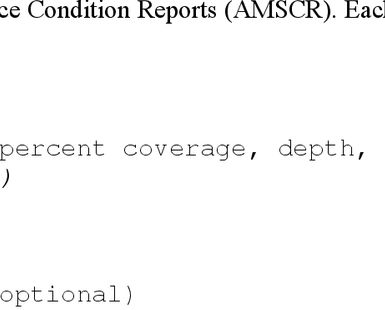 ce Condition Reports (AMSCR). Each
percent coverage, depth,
)
optional)